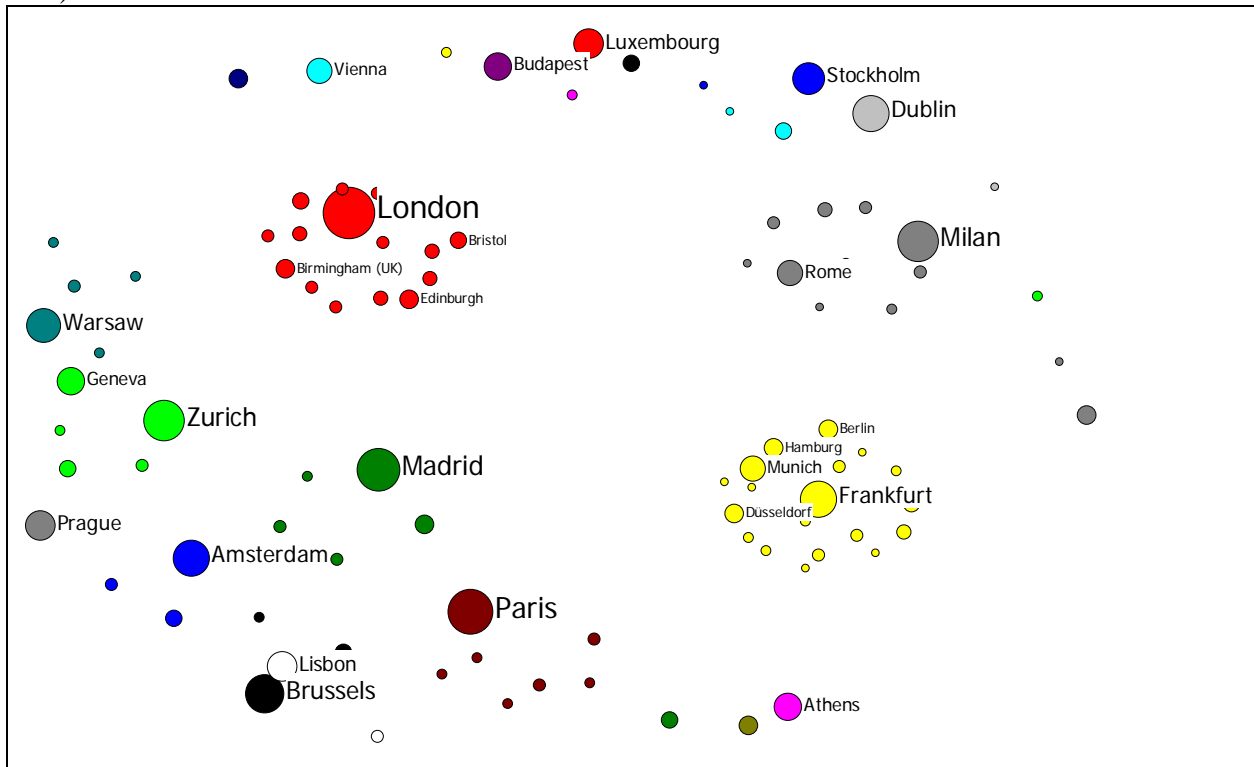 Luxembourg
Vienna
Budapest
Stockholm
Dublin
London
Bristol
Milan
Birmingham (UK)
Rome
Edinburgh
Warsaw
Geneva
Zurich
Berlin
Hamburg
Madrid
Munich
Frankfurt
Düsseldorf
Prague
Amsterdam
Paris
Lisbon
Brussels
Athens